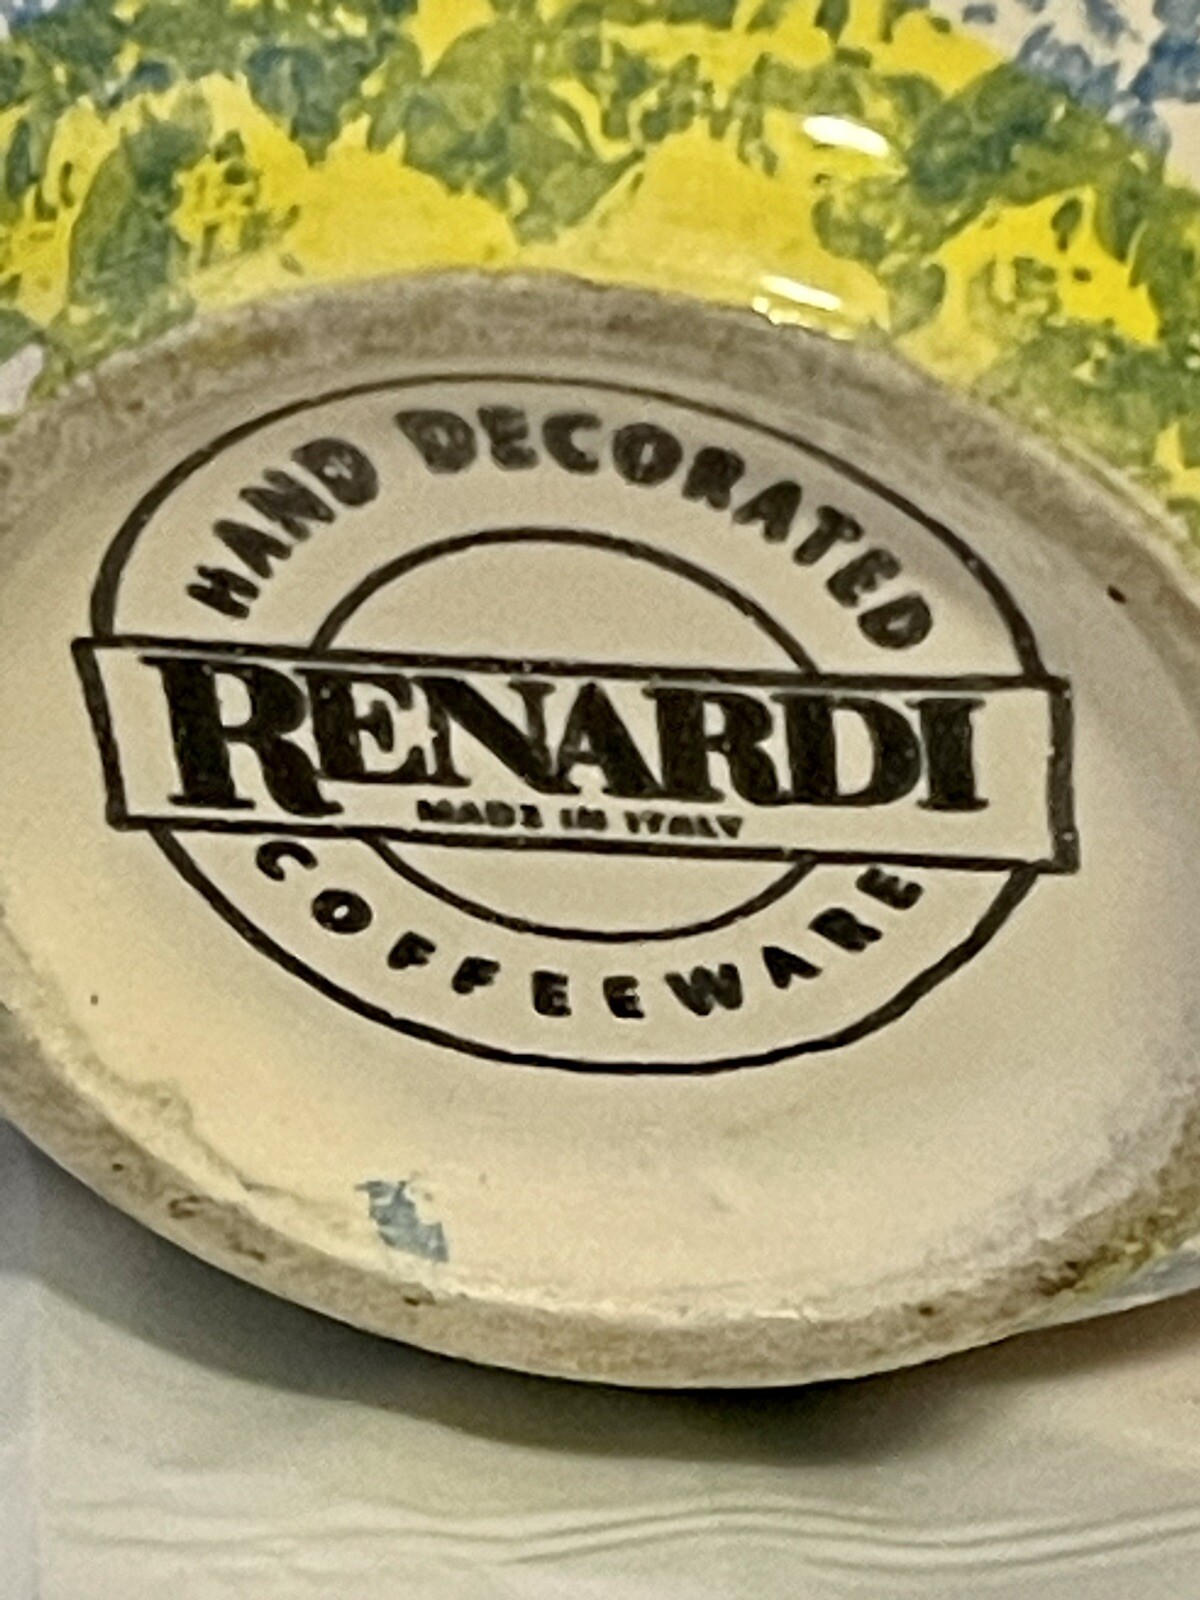 HAND DECORATED
RENARDI
MADE IN ITALY
COFFEEWARE